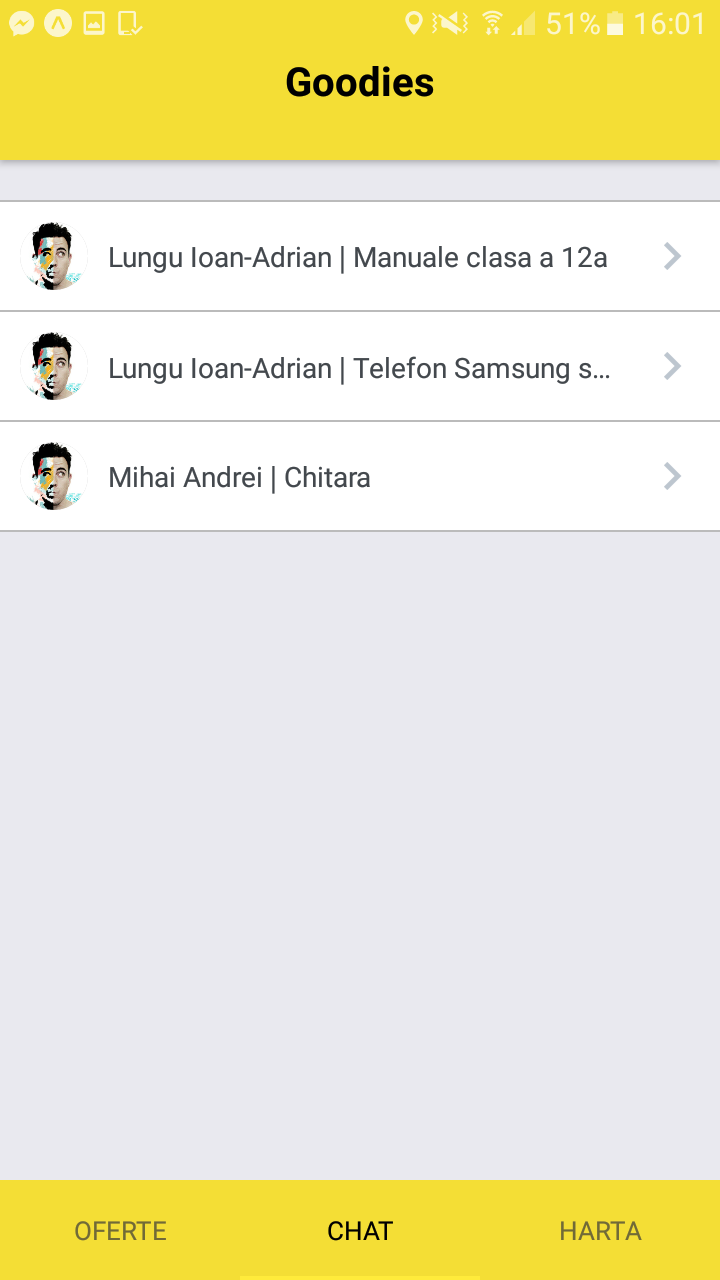 51% 16:01
Goodies
Lungu Ioan-Adrian | Manuale clasa a 12a
Lungu Ioan-Adrian | Telefon Samsung s...
Mihai Andrei | Chitara
OFERTE CHAT HARTA